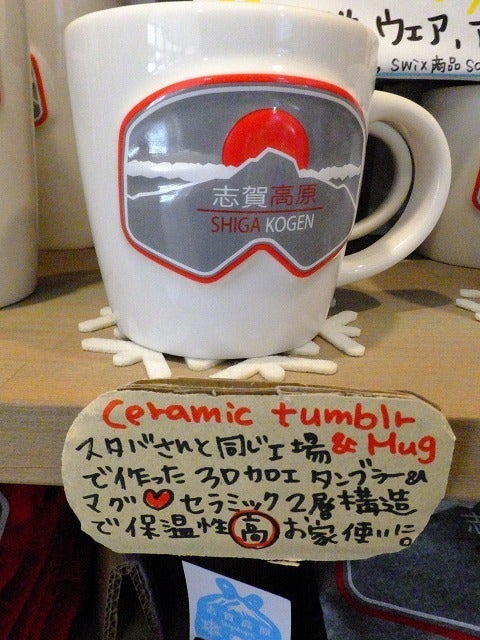 ウェア、
SWiX商品
志賀高原
SHIGA KOGEN
ceramic tumblr
& Mug
スタバさんと同じ工場
で作った 3D加工 タンブラー&
マグ♥セラミック2層構造
で保温性高お家使いに。